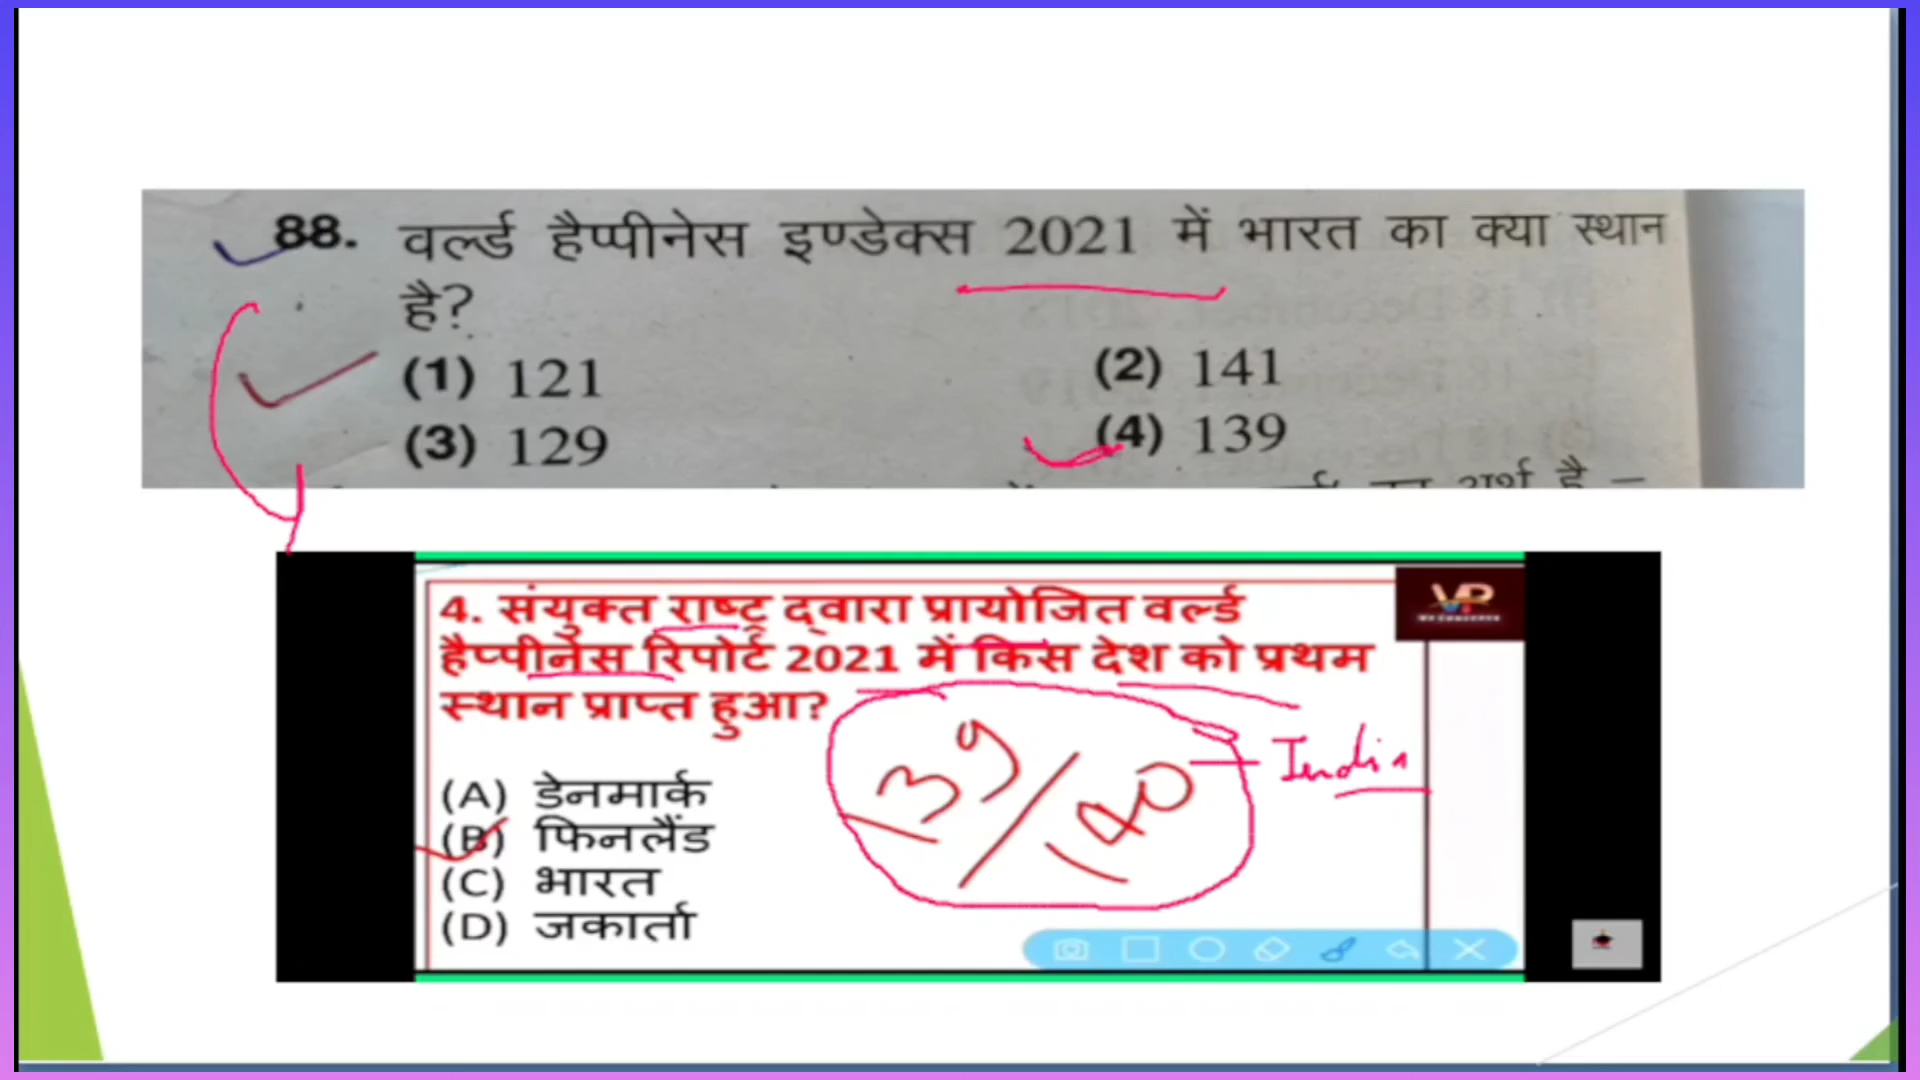 88. वर्ल्ड हैप्पीनेस इण्डेक्स 2021 में भारत का क्या स्थान
है?
(1) 121 (2) 141
(3) 129 (4) 139
अर्थ है –
4. संयुक्त राष्ट्र द्वारा प्रायोजित वर्ल्ड
हैप्पीनेस रिपोर्ट 2021 में किस देश को प्रथम
स्थान प्राप्त हुआ?
139/140 – India
(A) डेनमार्क
(B) फिनलैंड
(C) भारत
(D) जकार्ता